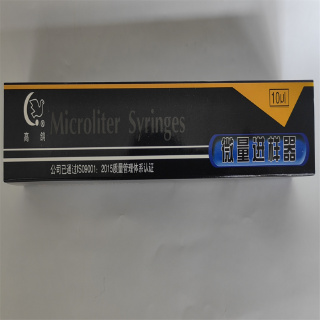 10ul
®
高鸽
Microliter Syringes
微量进样器
公司已通过ISO9001：2015质量管理体系认证